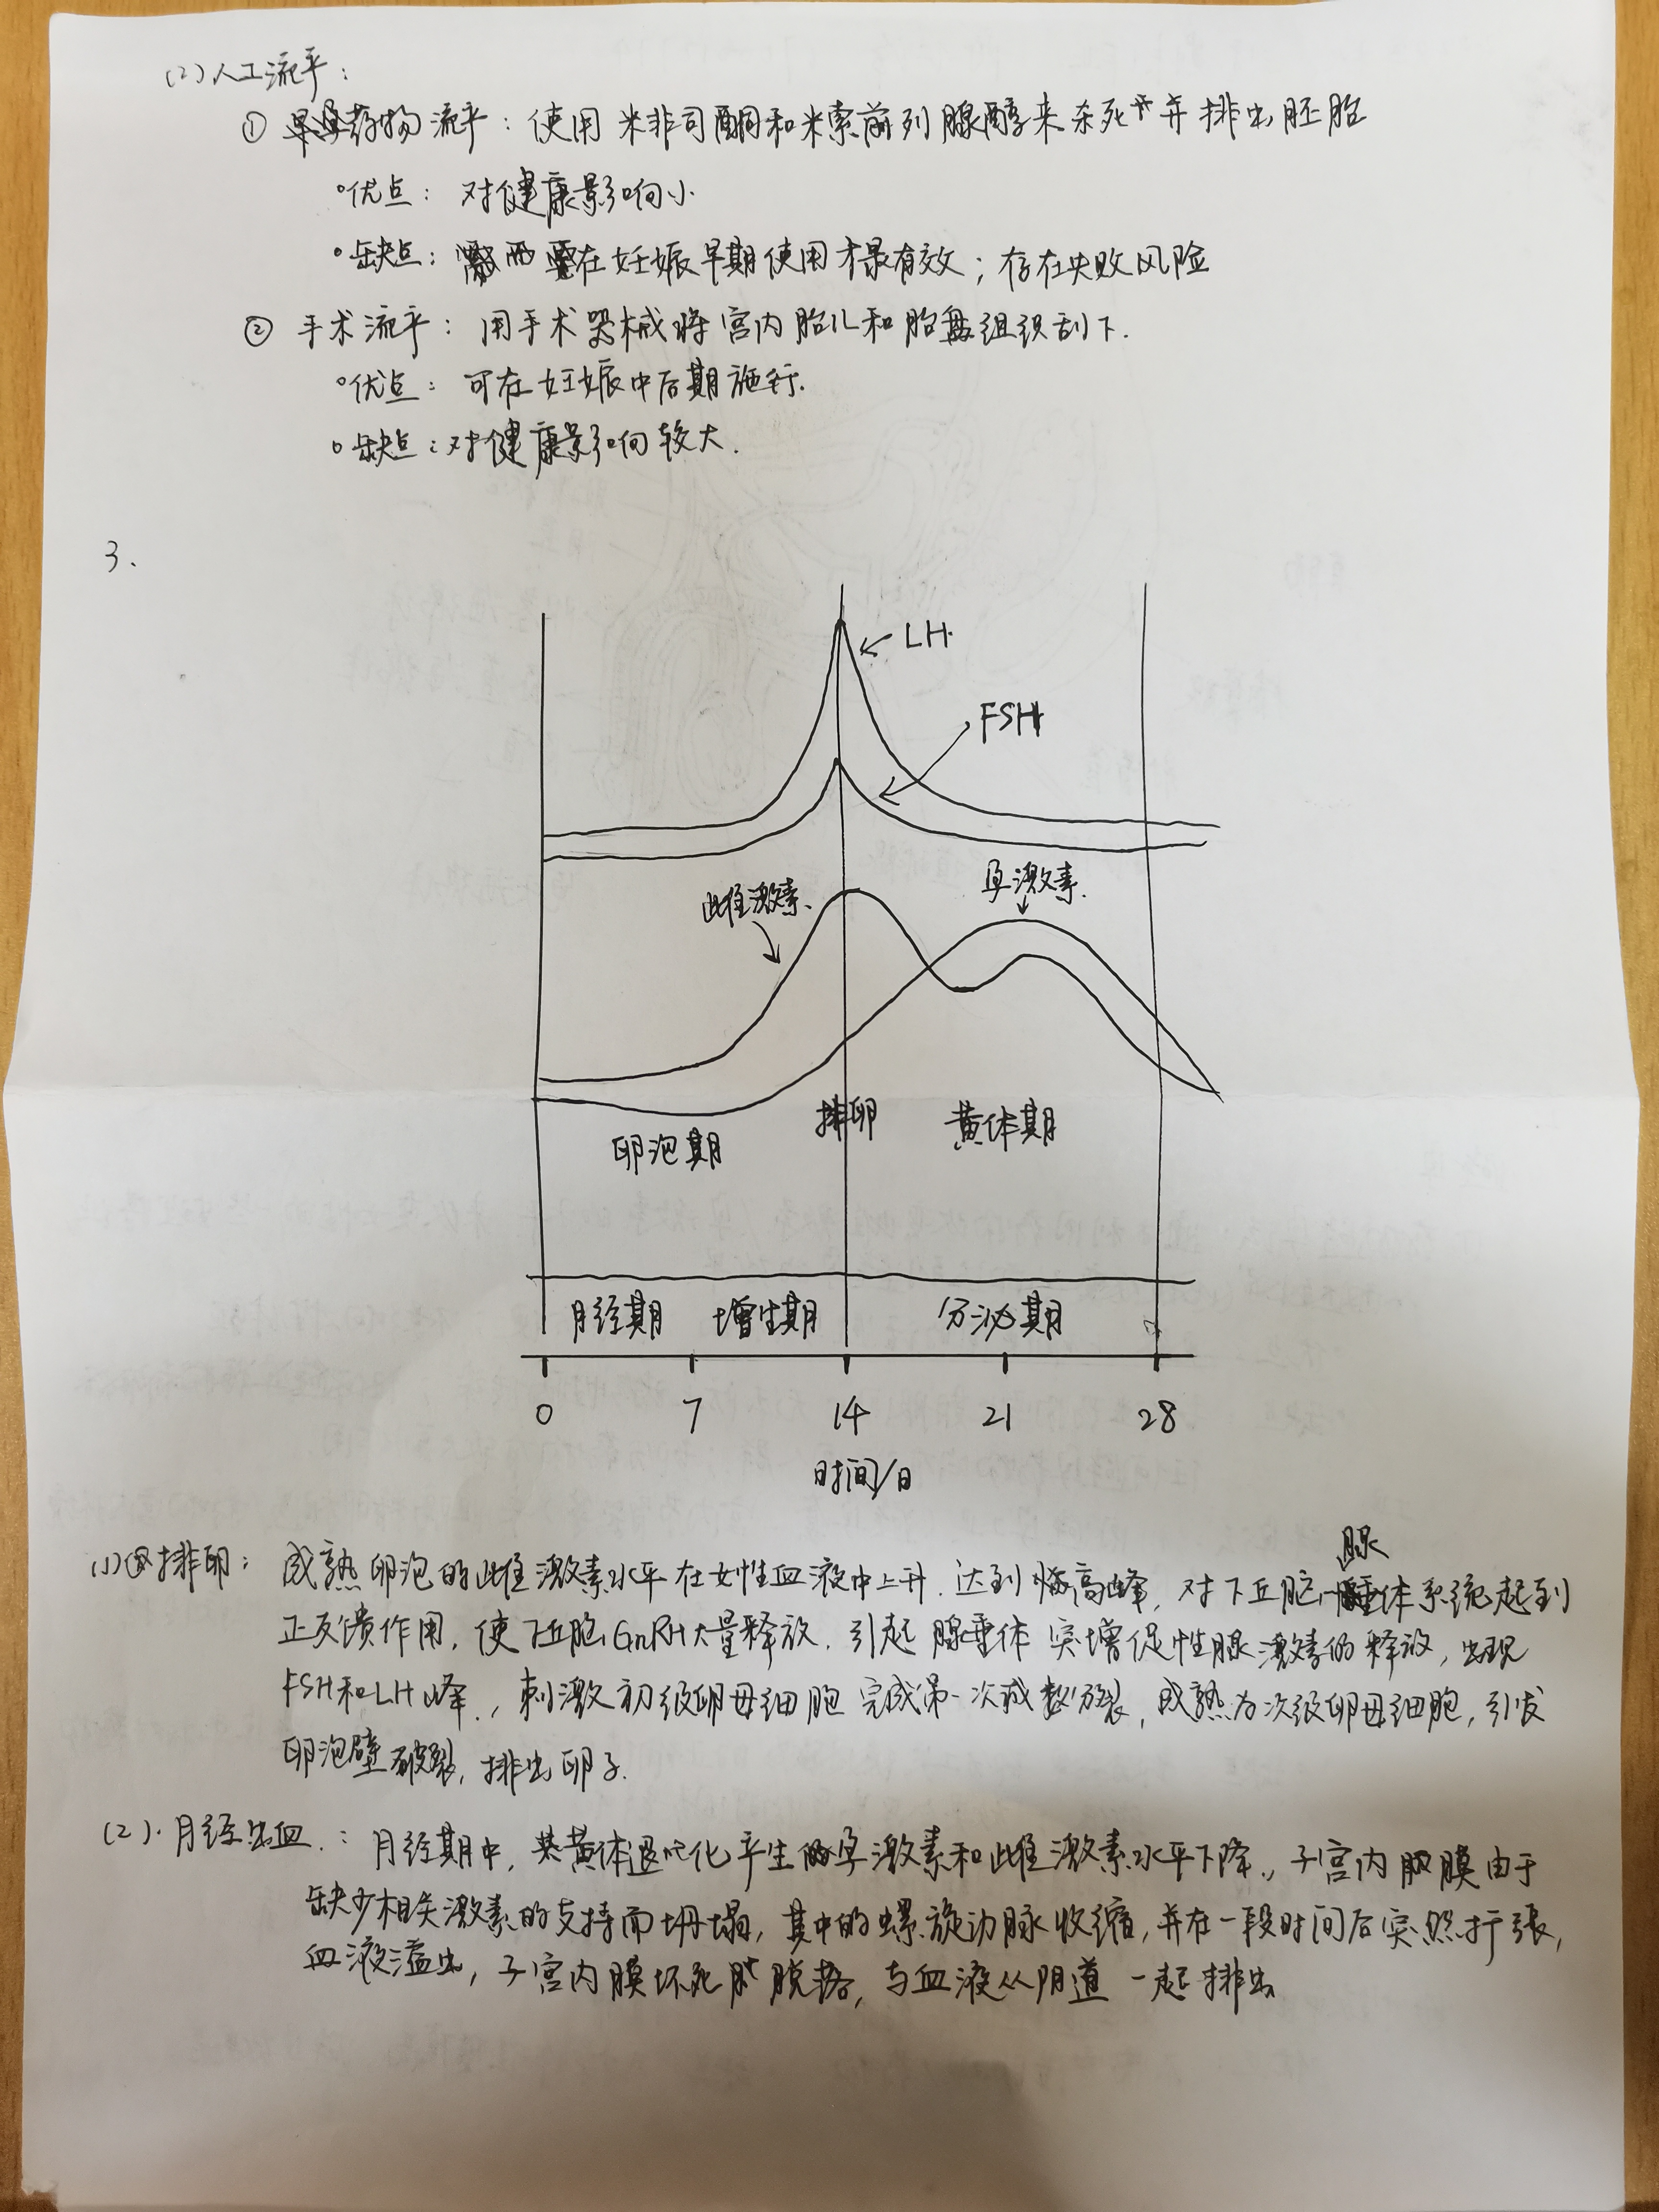 (2)人工流产：
① 药物流产：使用米非司酮和米索前列腺醇来杀死并排出胚胎
°优点：对健康影响小.
°缺点：需要在妊娠早期使用才最有效；存在失败风险
② 手术流产：用手术器械将宫内胎儿和胎盘组织刮下.
°优点：可在妊娠中后期施行.
°缺点：对健康影响较大.
3、
LH
FSH
雌激素
孕激素
卵泡期 排卵 黄体期
月经期 增生期 分泌期
0 7 14 21 28
时间/日
(1)排卵：成熟卵泡的雌激素水平在女性血液中上升，达到高峰，对下丘脑-腺垂体系统起到
正反馈作用，使下丘脑GnRH大量释放，引起腺垂体突增促性腺激素的释放，出现
FSH和LH峰，刺激初级卵母细胞完成第一次减数分裂，成熟为次级卵母细胞，引发
卵泡壁破裂，排出卵子.
(2).月经出血：月经期中，黄体退化产生的孕激素和雌激素水平下降，子宫内膜由于
缺少相关激素的支持而坍塌，其中的螺旋动脉收缩，并在一段时间后突然扩張，
血液溢出，子宫内膜坏死脱落，与血液从阴道一起排出